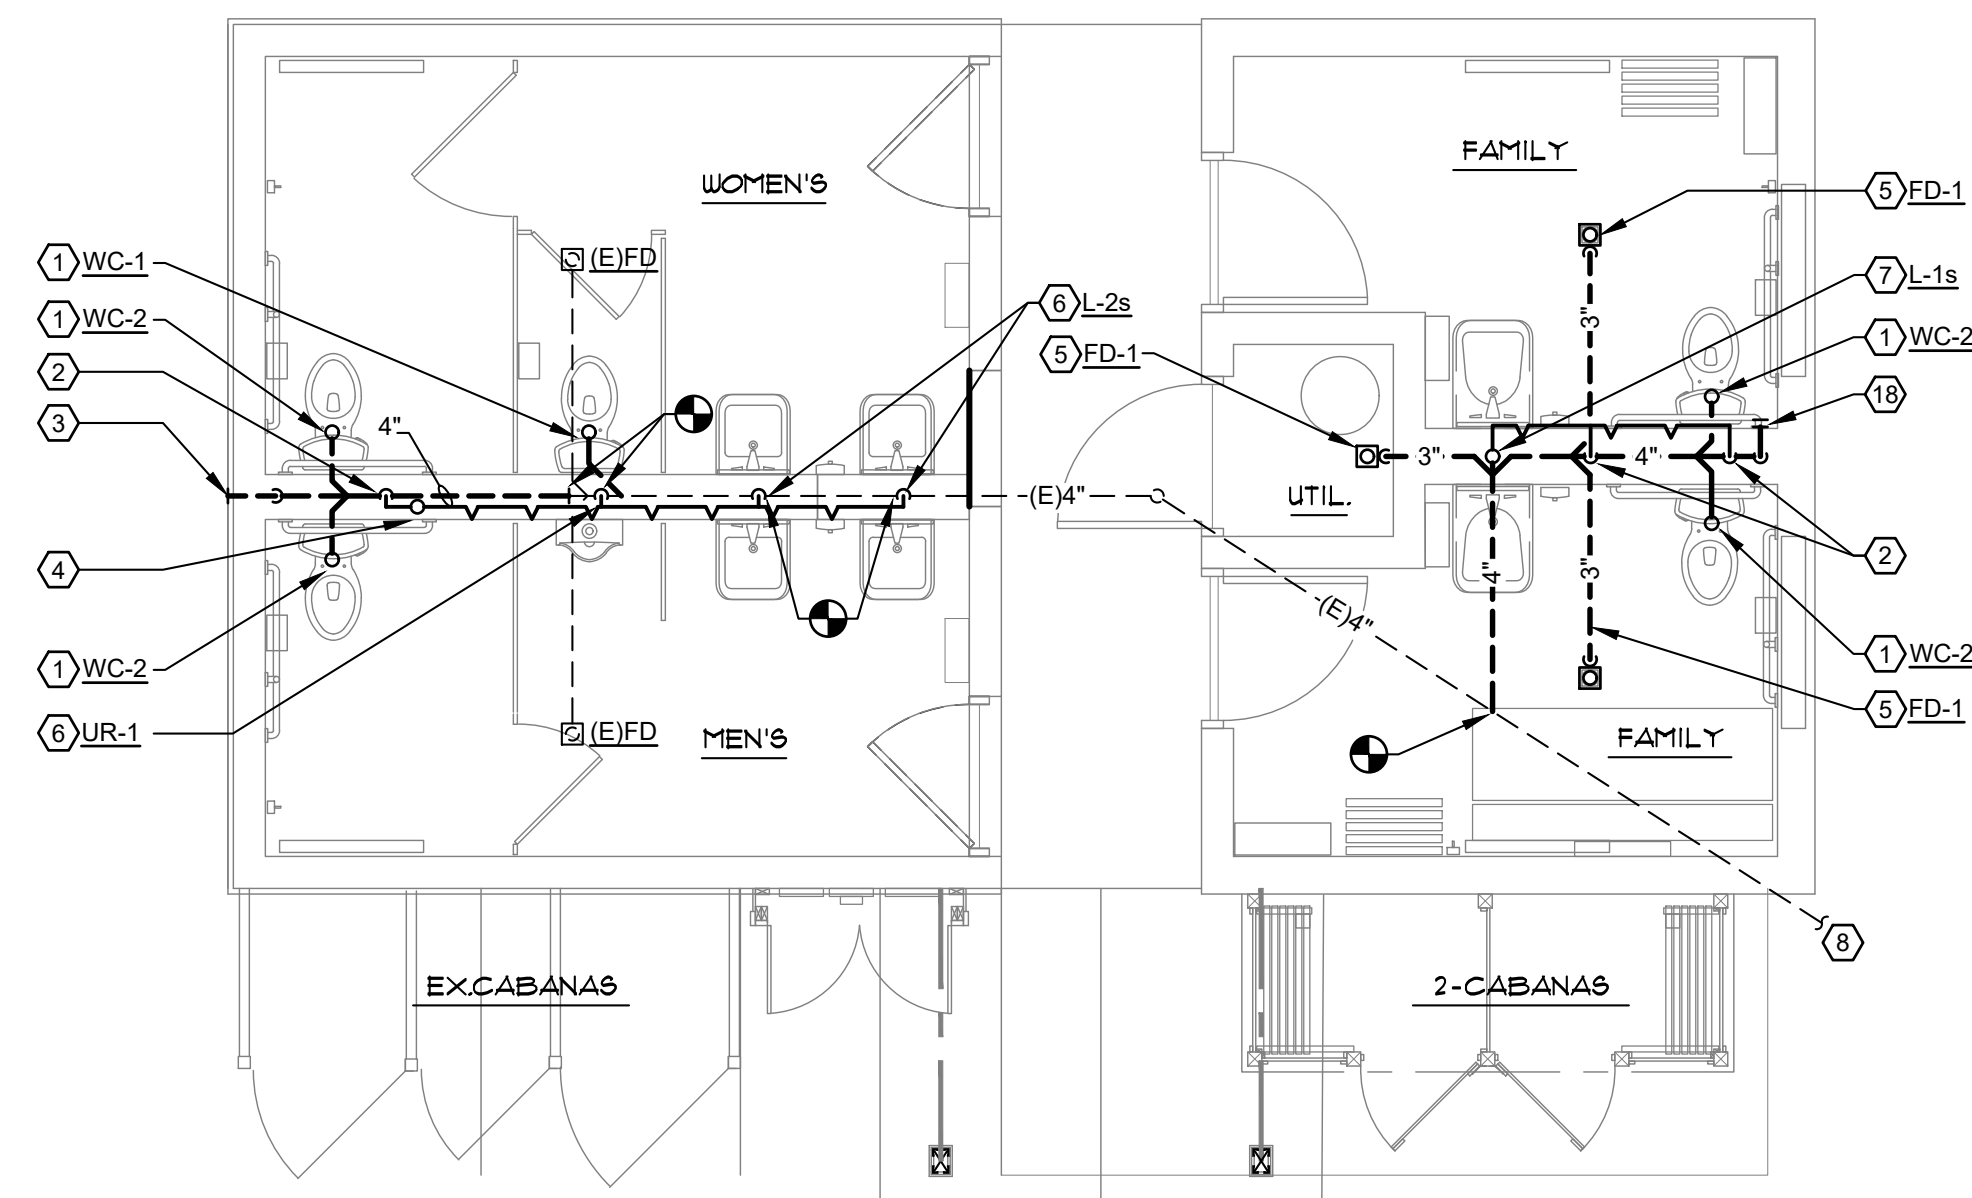 FAMILY
WOMEN'S
5 FD-1
(E)FD
1 WC-1
7 L-1s
6 L-2s
3"
1 WC-2
1 WC-2
5 FD-1
2
18
3
4"
3"
4"
(E)4"
UTIL.
2
4
4"
3"
(E)4"
1 WC-2
1 WC-2
5 FD-1
6 UR-1
(E)FD
MEN'S
FAMILY
8
EX.CABANAS
2-CABANAS